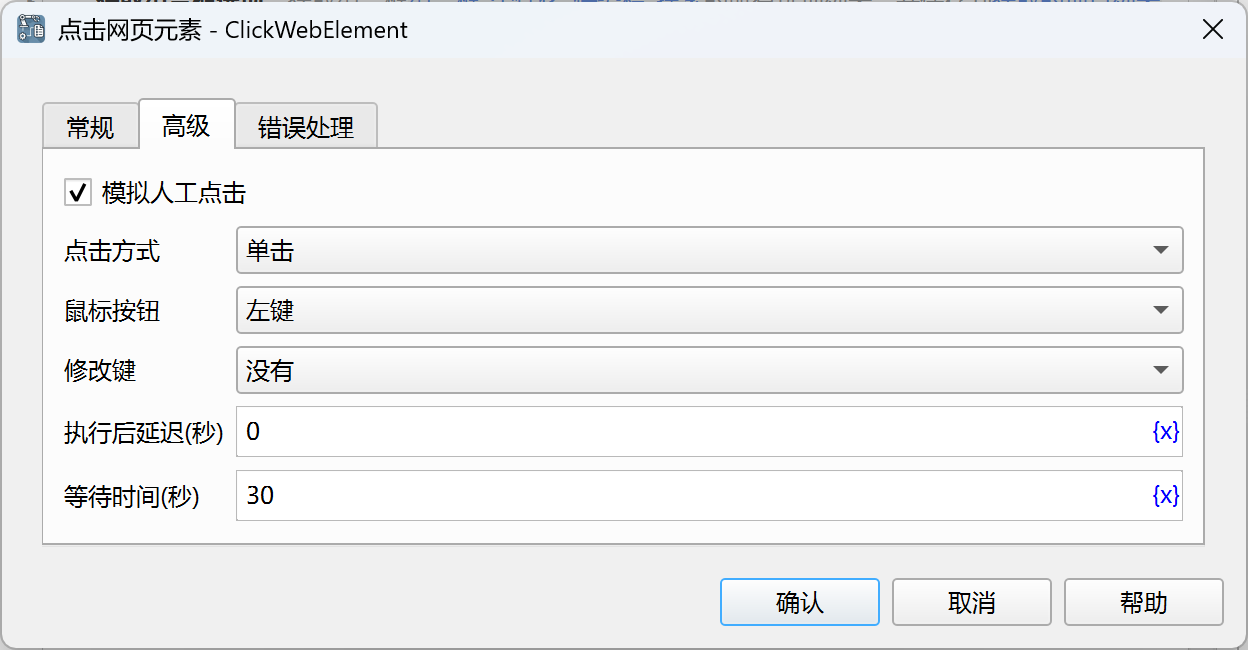 点击网页元素 - ClickWebElement
常规 高级 错误处理
模拟人工点击
点击方式 单击
鼠标按钮 左键
修改键 没有
执行后延迟(秒) 0 {x}
等待时间(秒) 30 {x}
确认 取消 帮助